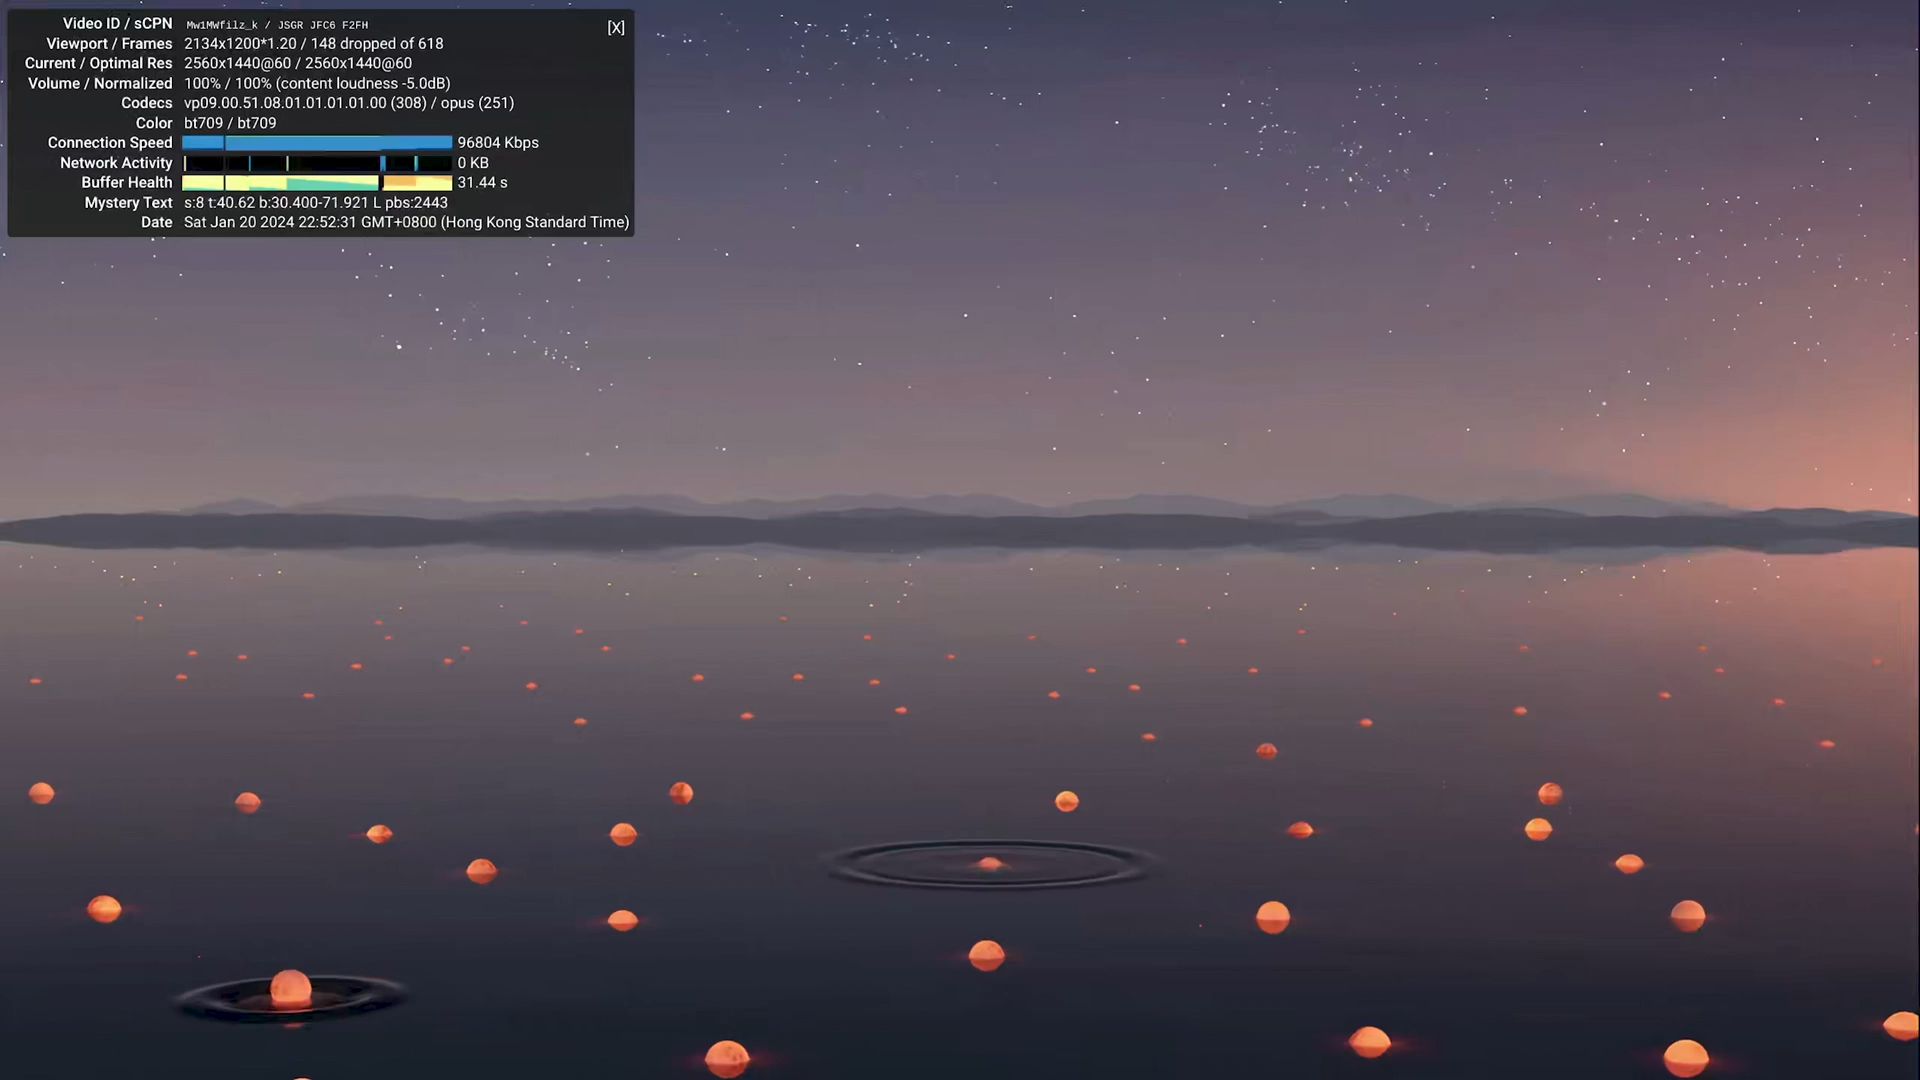 Video ID / sCPN Mw1MWfilz_k / JSGR JFC6 F2FH [X]
Viewport / Frames 2134x1200*1.20 / 148 dropped of 618
Current / Optimal Res 2560x1440@60 / 2560x1440@60
Volume / Normalized 100% / 100% (content loudness -5.0dB)
Codecs vp09.00.51.08.01.01.01.01.00 (308) / opus (251)
Color bt709 / bt709
Connection Speed 96804 Kbps
Network Activity 0 KB
Buffer Health 31.44 s
Mystery Text s:8 t:40.62 b:30.400-71.921 L pbs:2443
Date Sat Jan 20 2024 22:52:31 GMT+0800 (Hong Kong Standard Time)